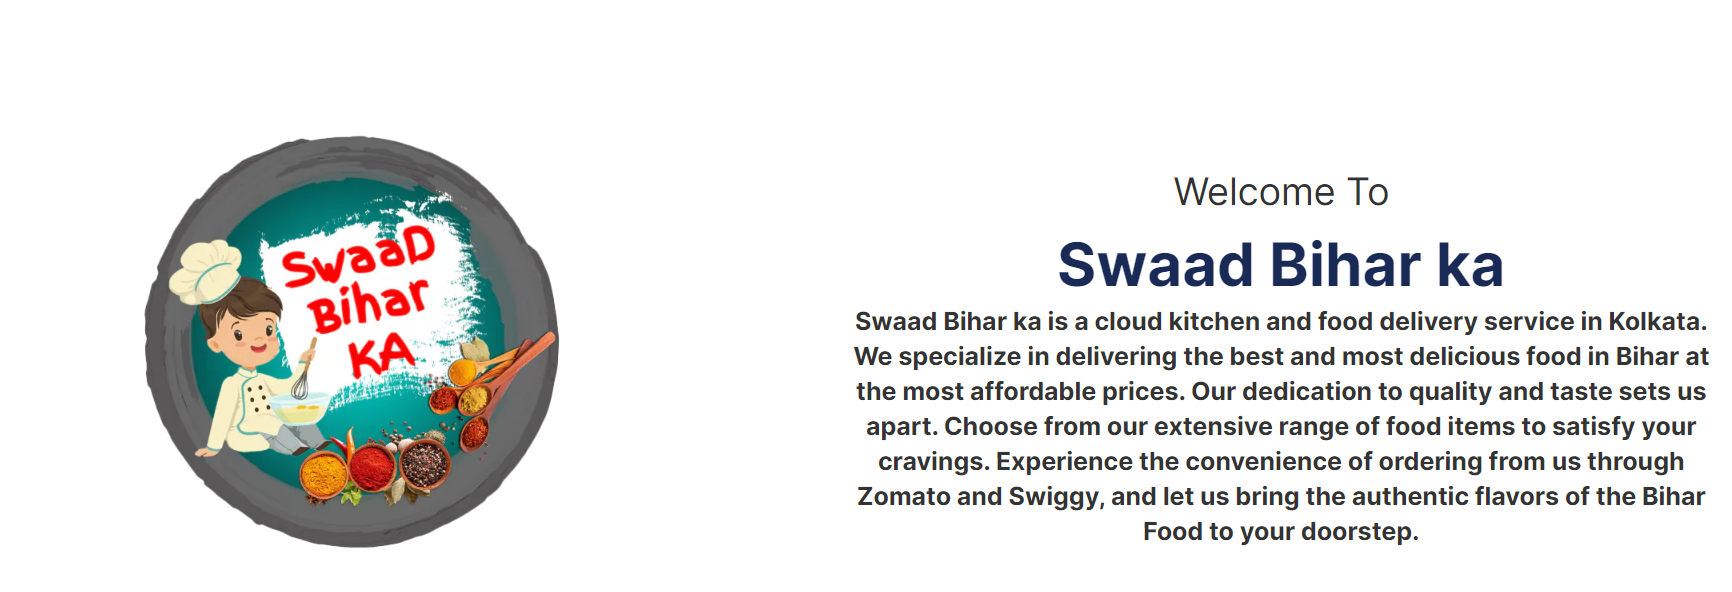 SwaaD
Bihar
KA
Welcome To
Swaad Bihar ka
Swaad Bihar ka is a cloud kitchen and food delivery service in Kolkata.
We specialize in delivering the best and most delicious food in Bihar at
the most affordable prices. Our dedication to quality and taste sets us
apart. Choose from our extensive range of food items to satisfy your
cravings. Experience the convenience of ordering from us through
Zomato and Swiggy, and let us bring the authentic flavors of the Bihar
Food to your doorstep.